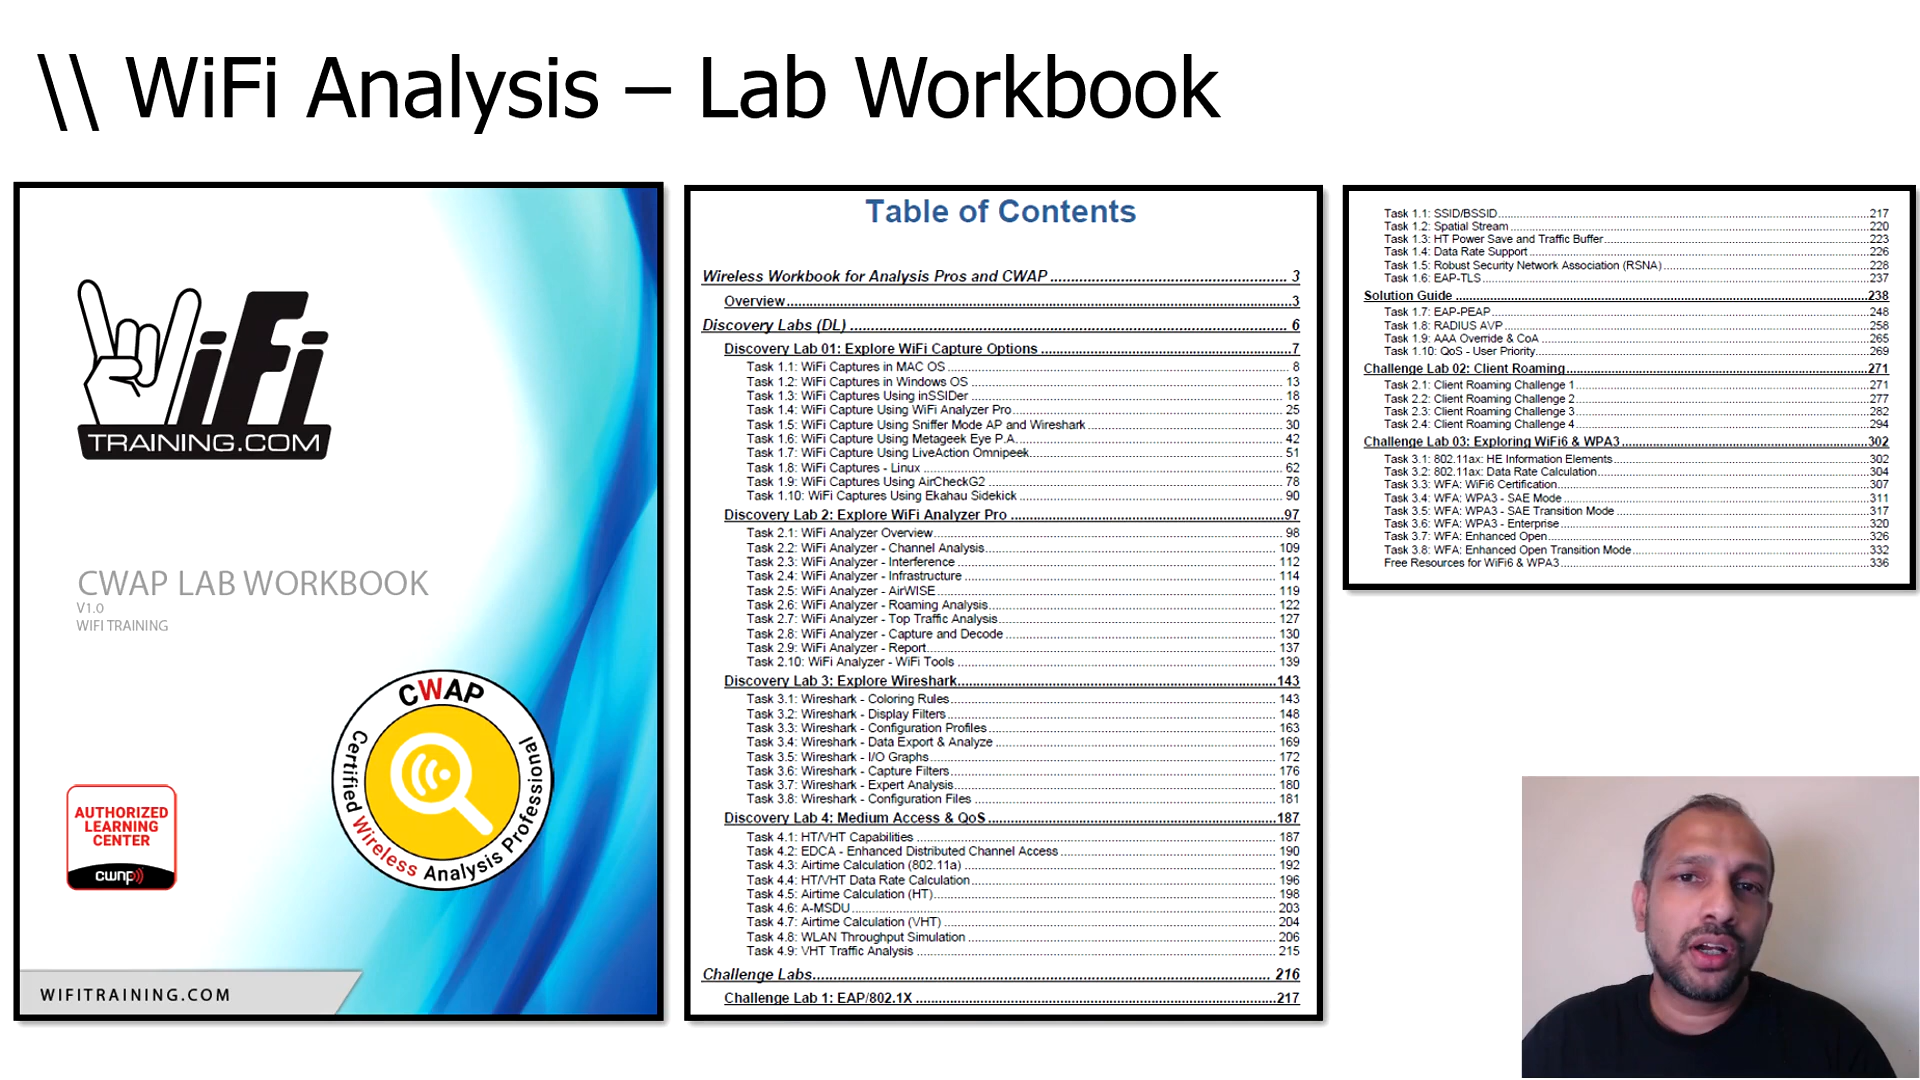 \\ WiFi Analysis – Lab Workbook
WiFi
TRAINING.COM
CWAP LAB WORKBOOK
V1.0
WIFI TRAINING
CWAP
Certified Wireless Analysis Professional
AUTHORIZED
LEARNING
CENTER
cwnp
WIFITRAINING.COM
Table of Contents
Wireless Workbook for Analysis Pros and CWAP ... 3
Overview ... 3
Discovery Labs (DL) ... 6
Discovery Lab 01: Explore WiFi Capture Options ... 7
Task 1.1: WiFi Captures in MAC OS ... 8
Task 1.2: WiFi Captures in Windows OS ... 13
Task 1.3: WiFi Captures Using inSSIDer ... 18
Task 1.4: WiFi Capture Using WiFi Analyzer Pro ... 25
Task 1.5: WiFi Capture Using Sniffer Mode AP and Wireshark ... 30
Task 1.6: WiFi Capture Using Metageek Eye P.A. ... 42
Task 1.7: WiFi Capture Using LiveAction Omnipeek ... 51
Task 1.8: WiFi Captures - Linux ... 62
Task 1.9: WiFi Captures Using AirCheckG2 ... 78
Task 1.10: WiFi Captures Using Ekahau Sidekick ... 90
Discovery Lab 2: Explore WiFi Analyzer Pro ... 97
Task 2.1: WiFi Analyzer Overview ... 98
Task 2.2: WiFi Analyzer - Channel Analysis ... 109
Task 2.3: WiFi Analyzer - Interference ... 112
Task 2.4: WiFi Analyzer - Infrastructure ... 114
Task 2.5: WiFi Analyzer - AirWISE ... 119
Task 2.6: WiFi Analyzer - Roaming Analysis ... 122
Task 2.7: WiFi Analyzer - Top Traffic Analysis ... 127
Task 2.8: WiFi Analyzer - Capture and Decode ... 130
Task 2.9: WiFi Analyzer - Report ... 137
Task 2.10: WiFi Analyzer - WiFi Tools ... 139
Discovery Lab 3: Explore Wireshark ... 143
Task 3.1: Wireshark - Coloring Rules ... 143
Task 3.2: Wireshark - Display Filters ... 148
Task 3.3: Wireshark - Configuration Profiles ... 163
Task 3.4: Wireshark - Data Export & Analyze ... 169
Task 3.5: Wireshark - I/O Graphs ... 172
Task 3.6: Wireshark - Capture Filters ... 176
Task 3.7: Wireshark - Expert Analysis ... 180
Task 3.8: Wireshark - Configuration Files ... 181
Discovery Lab 4: Medium Access & QoS ... 187
Task 4.1: HT/VHT Capabilities ... 187
Task 4.2: EDCA - Enhanced Distributed Channel Access ... 190
Task 4.3: Airtime Calculation (802.11a) ... 192
Task 4.4: HT/VHT Data Rate Calculation ... 196
Task 4.5: Airtime Calculation (HT) ... 198
Task 4.6: A-MSDU ... 203
Task 4.7: Airtime Calculation (VHT) ... 204
Task 4.8: WLAN Throughput Simulation ... 206
Task 4.9: VHT Traffic Analysis ... 215
Challenge Labs ... 216
Challenge Lab 1: EAP/802.1X ... 217
Task 1.1: SSID/BSSID ... 217
Task 1.2: Spatial Stream ... 220
Task 1.3: HT Power Save and Traffic Buffer ... 223
Task 1.4: Data Rate Support ... 226
Task 1.5: Robust Security Network Association (RSNA) ... 228
Task 1.6: EAP-TLS ... 237
Solution Guide ... 238
Task 1.7: EAP-PEAP ... 248
Task 1.8: RADIUS AVP ... 258
Task 1.9: AAA Override & CoA ... 265
Task 1.10: QoS - User Priority ... 269
Challenge Lab 02: Client Roaming ... 271
Task 2.1: Client Roaming Challenge 1 ... 271
Task 2.2: Client Roaming Challenge 2 ... 277
Task 2.3: Client Roaming Challenge 3 ... 282
Task 2.4: Client Roaming Challenge 4 ... 294
Challenge Lab 03: Exploring WiFi6 & WPA3 ... 302
Task 3.1: 802.11ax: HE Information Elements ... 302
Task 3.2: 802.11ax: Data Rate Calculation ... 304
Task 3.3: WFA: WiFi6 Certification ... 307
Task 3.4: WFA: WPA3 - SAE Mode ... 311
Task 3.5: WFA: WPA3 - SAE Transition Mode ... 317
Task 3.6: WFA: WPA3 - Enterprise ... 320
Task 3.7: WFA: Enhanced Open ... 326
Task 3.8: WFA: Enhanced Open Transition Mode ... 332
Free Resources for WiFi6 & WPA3 ... 336